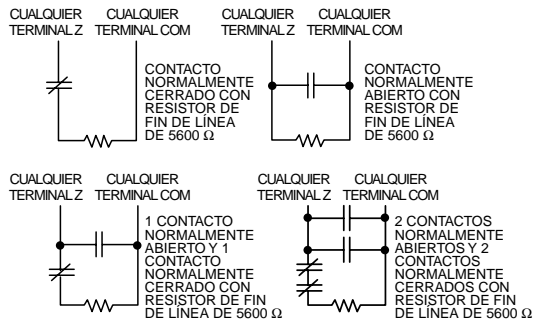 CUALQUIER TERMINAL Z
CUALQUIER TERMINAL COM
CONTACTO
NORMALMENTE
CERRADO CON
RESISTOR DE
FIN DE LÍNEA
DE 5600 Ω
CUALQUIER TERMINAL Z
CUALQUIER TERMINAL COM
CONTACTO
NORMALMENTE
ABIERTO CON
RESISTOR DE
FIN DE LÍNEA
DE 5600 Ω
CUALQUIER TERMINAL Z
CUALQUIER TERMINAL COM
1 CONTACTO
NORMALMENTE
ABIERTO Y 1
CONTACTO
NORMALMENTE
CERRADO CON
RESISTOR DE FIN
DE LÍNEA DE 5600 Ω
CUALQUIER TERMINAL Z
CUALQUIER TERMINAL COM
2 CONTACTOS
NORMALMENTE
ABIERTOS Y 2
CONTACTOS
NORMALMENTE
CERRADOS CON
RESISTOR DE FIN
DE LÍNEA DE 5600 Ω